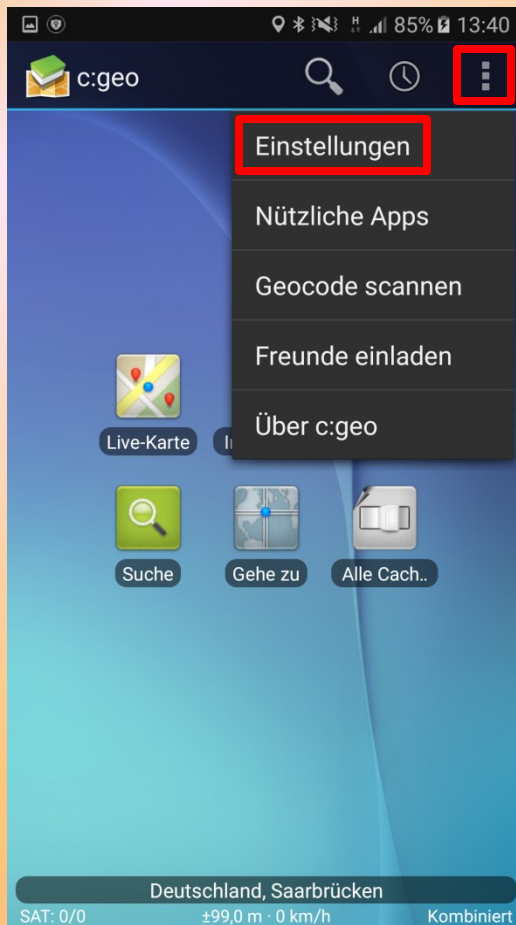 85% 13:40
c:geo
Einstellungen
Nützliche Apps
Geocode scannen
Freunde einladen
Über c:geo
Live-Karte
Suche
Gehe zu
Alle Cach..
Deutschland, Saarbrücken
SAT: 0/0 ±99,0 m · 0 km/h Kombiniert